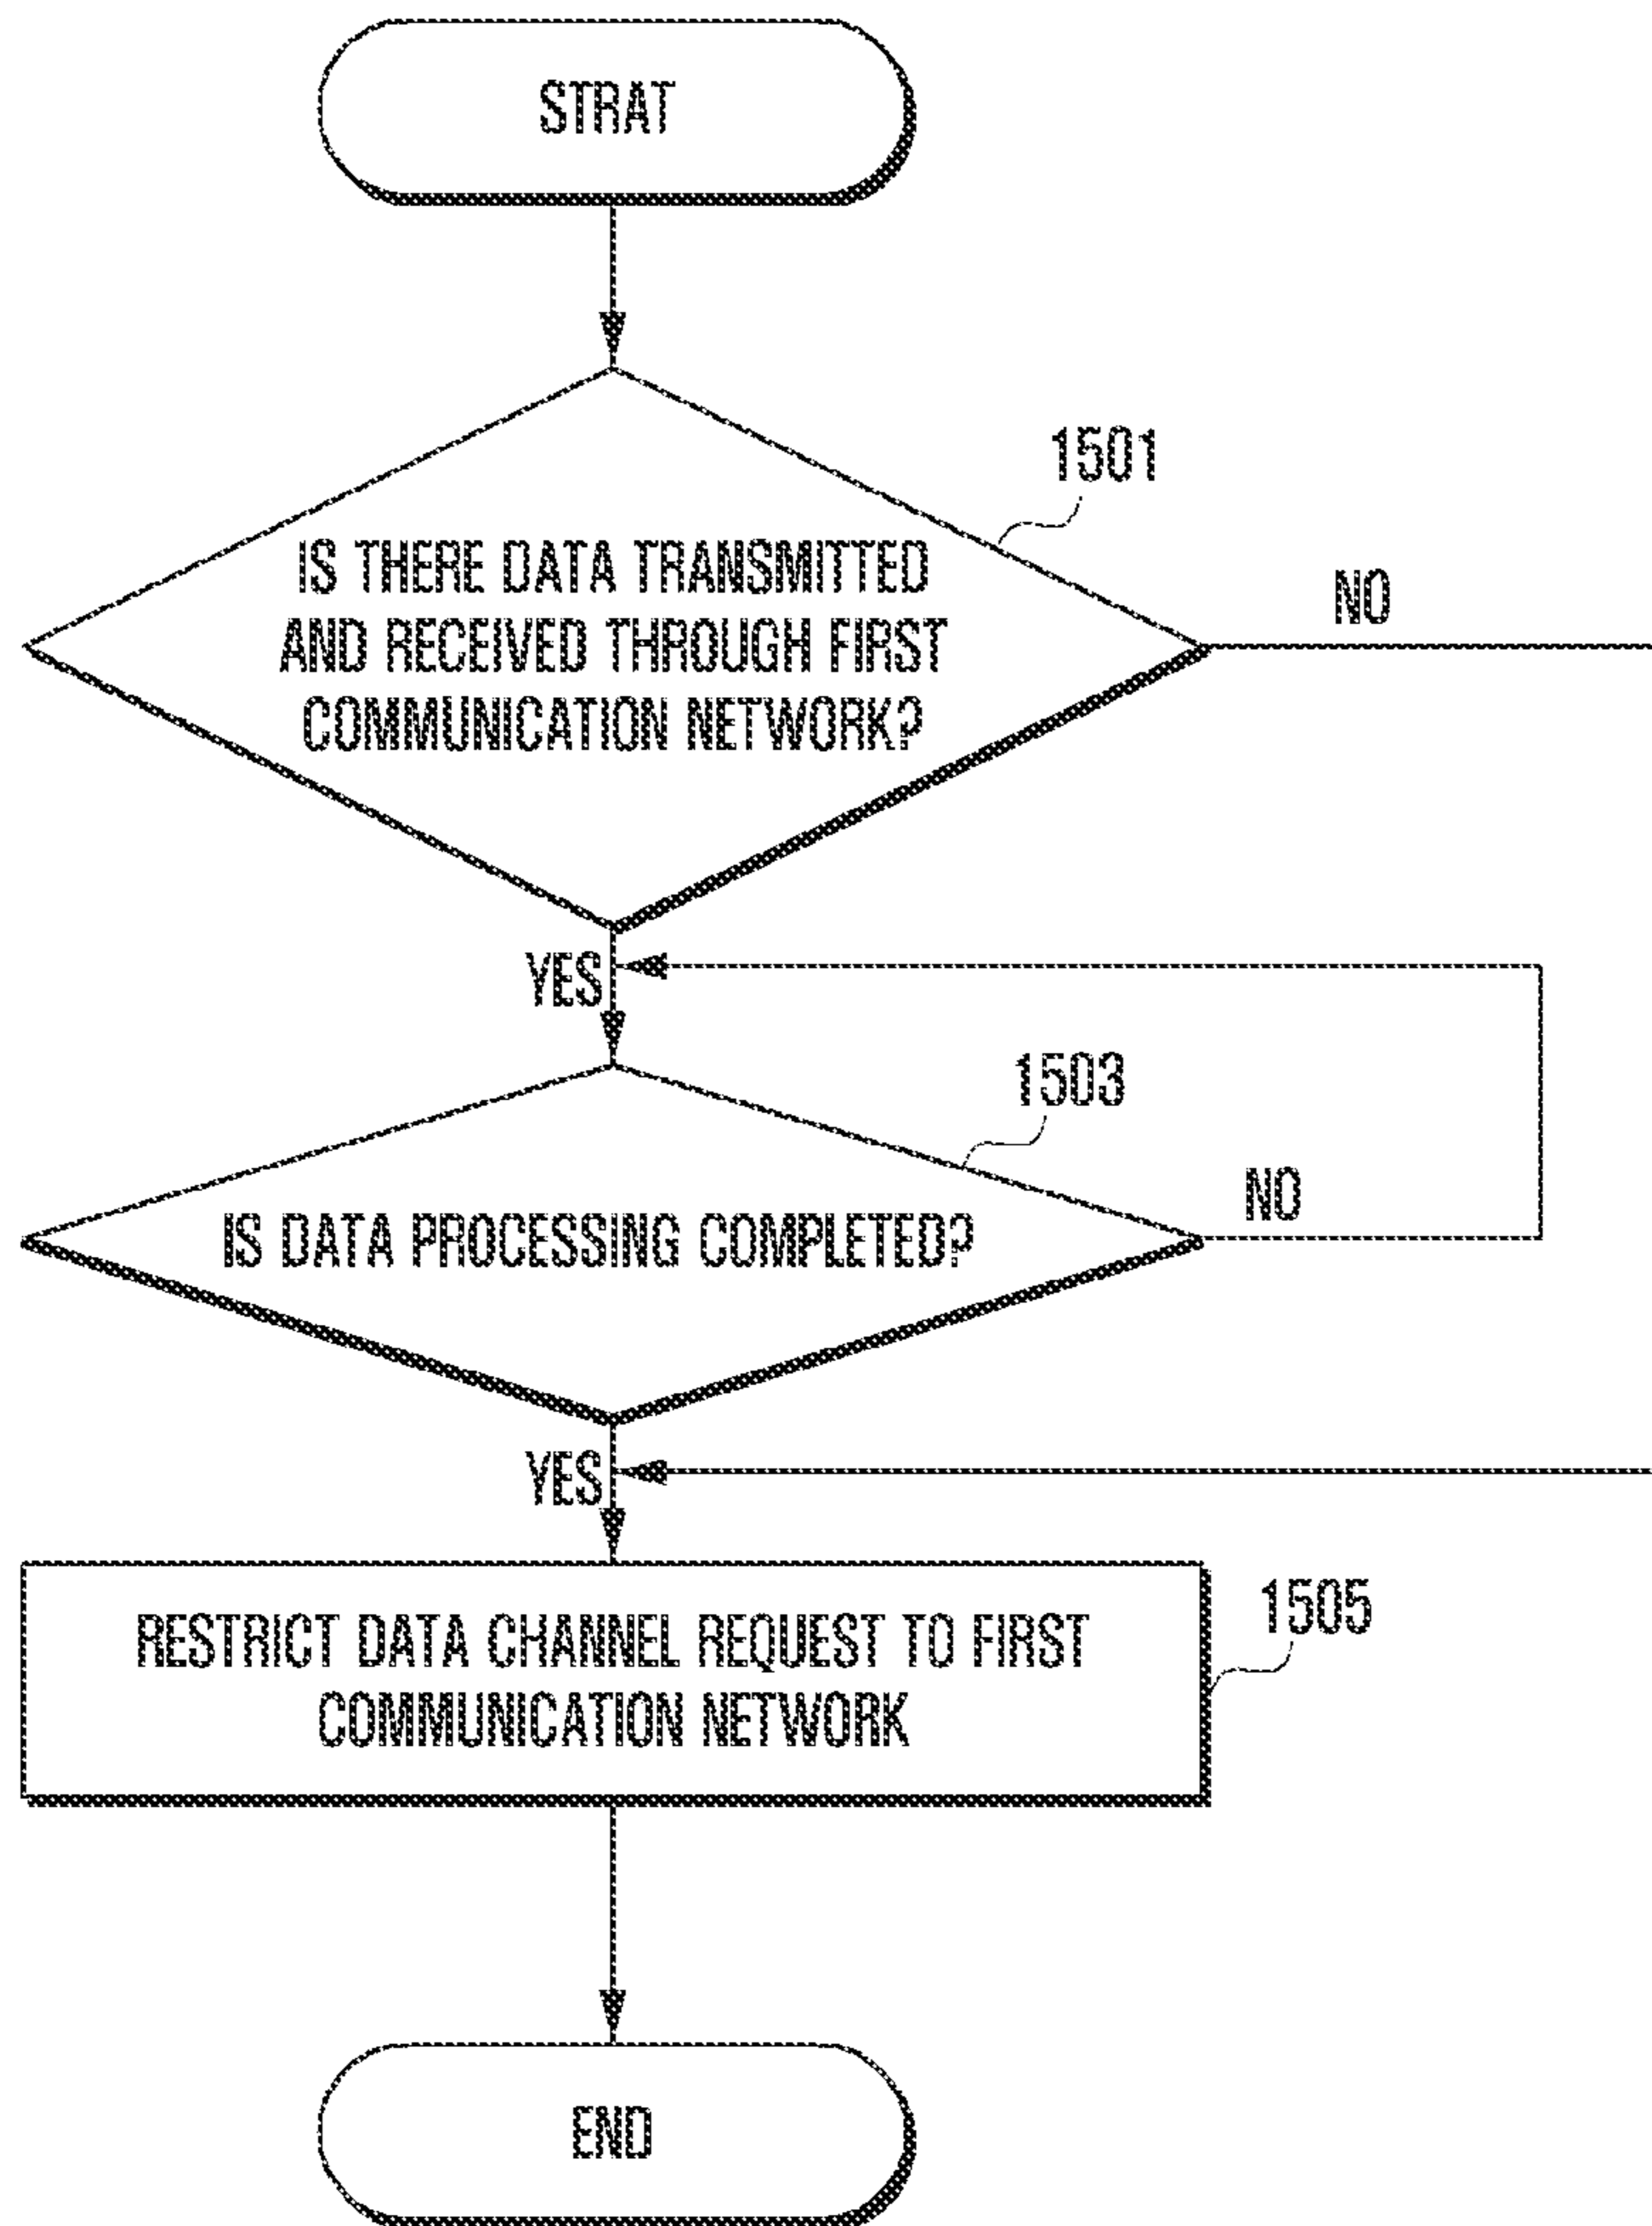 STRAT
1501
IS THERE DATA TRANSMITTED
AND RECEIVED THROUGH FIRST
COMMUNICATION NETWORK?
NO
YES
1503
IS DATA PROCESSING COMPLETED?
NO
YES
RESTRICT DATA CHANNEL REQUEST TO FIRST
COMMUNICATION NETWORK
1505
END